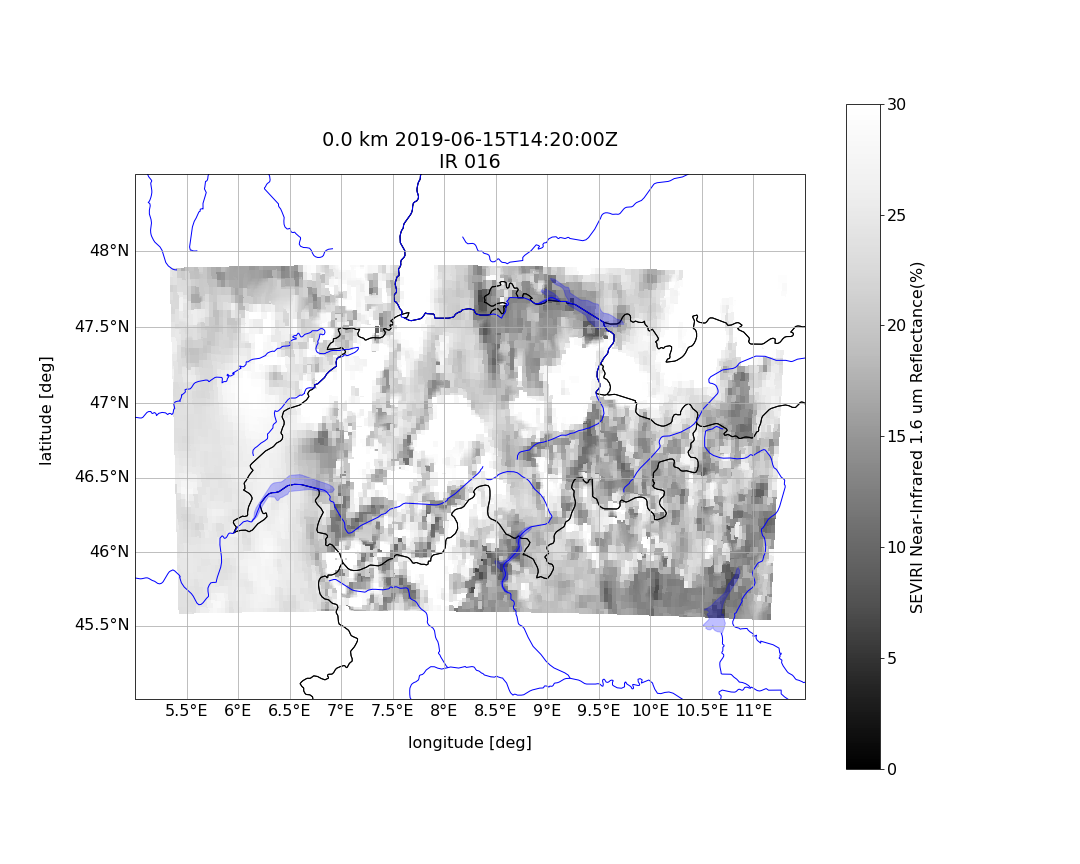 0.0 km 2019-06-15T14:20:00Z
IR 016
48°N
47.5°N
47°N
46.5°N
46°N
45.5°N
latitude [deg]
5.5°E 6°E 6.5°E 7°E 7.5°E 8°E 8.5°E 9°E 9.5°E 10°E 10.5°E 11°E
longitude [deg]
30
25
20
15
10
5
0
SEVIRI Near-Infrared 1.6 um Reflectance(%)